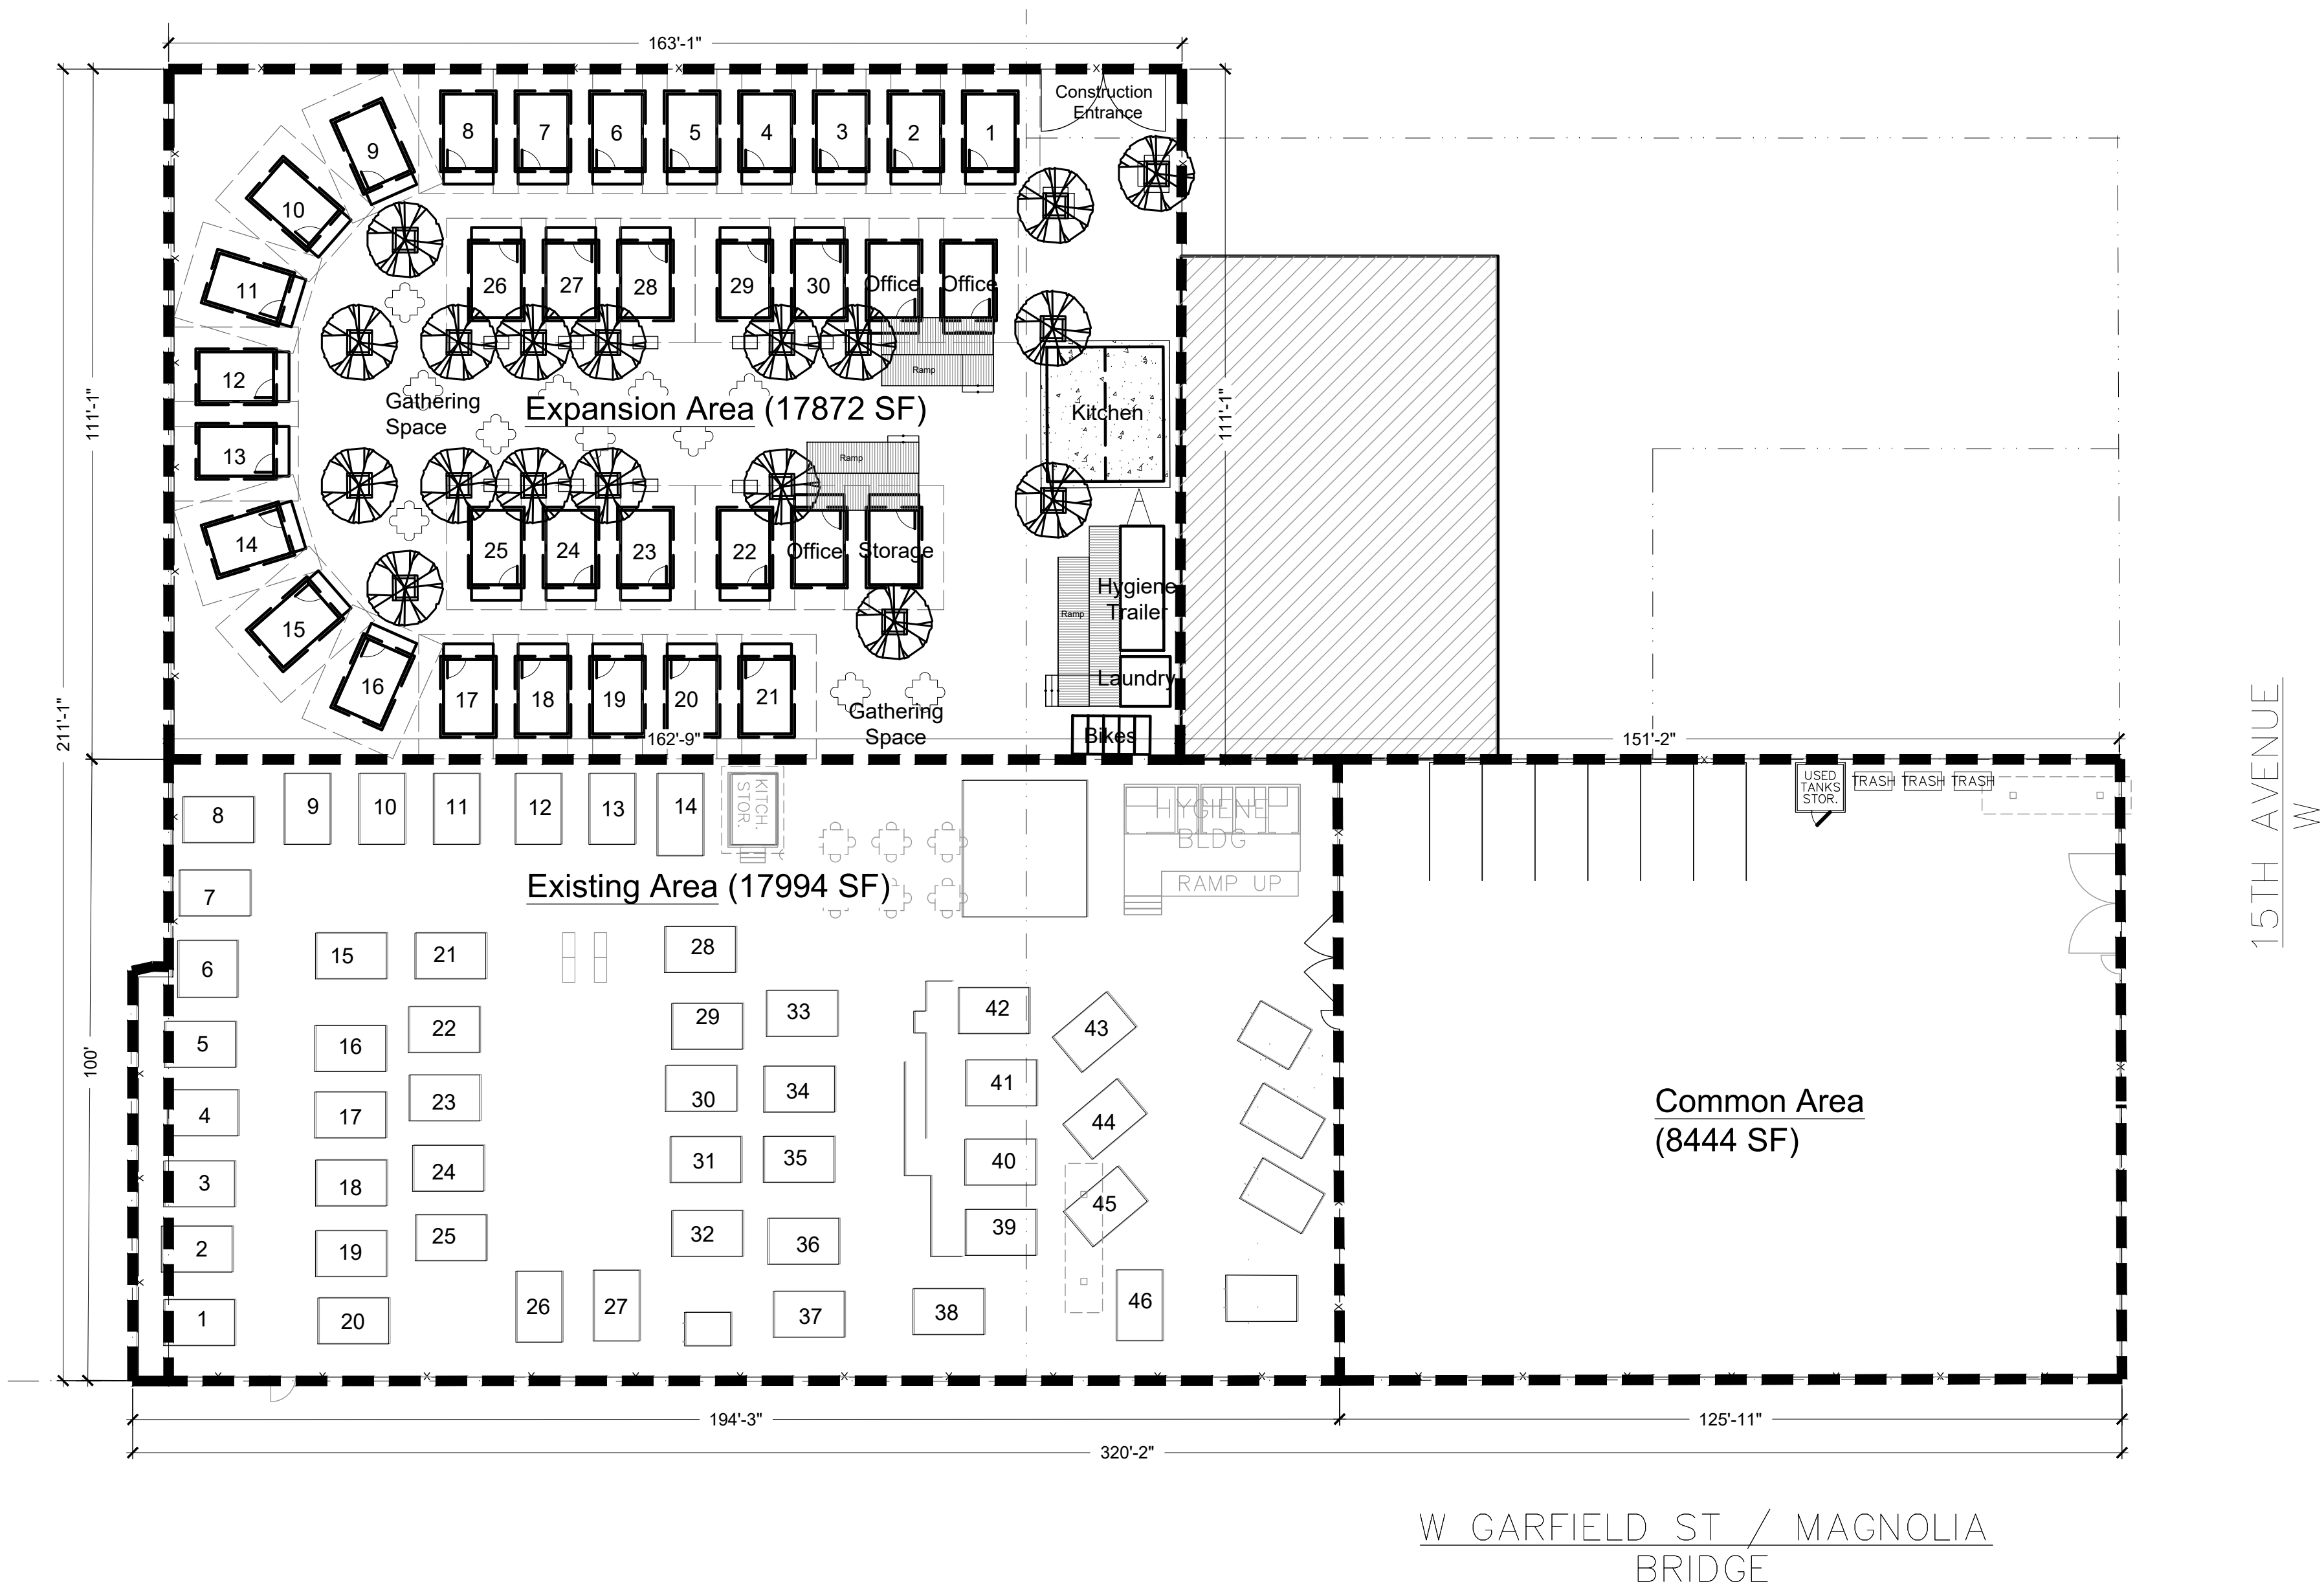 163'-1"
Construction
Entrance
8
7
6
5
4
3
2
1
9
10
11
12
13
14
15
16
26
27
28
29
30
Office
Office
Ramp
Gathering
Space
Expansion Area (17872 SF)
Kitchen
111'-1"
111'-1"
211'-1"
Ramp
25
24
23
22
Office
Storage
Hygiene
Trailer
Ramp
Laundry
17
18
19
20
21
Gathering
Space
Bikes
162'-9"
151'-2"
8
9
10
11
12
13
14
KITCH.
STOR.
HYGIENE
BLDG
RAMP UP
USED
TANKS
STOR.
TRASH
TRASH
TRASH
15TH AVENUE
W
7
Existing Area (17994 SF)
6
15
21
28
5
16
22
29
33
42
43
4
17
23
30
34
41
44
3
18
24
31
35
40
45
2
19
25
32
36
39
1
20
26
27
37
38
46
100'
Common Area
(8444 SF)
194'-3"
125'-11"
320'-2"
W GARFIELD ST / MAGNOLIA
BRIDGE